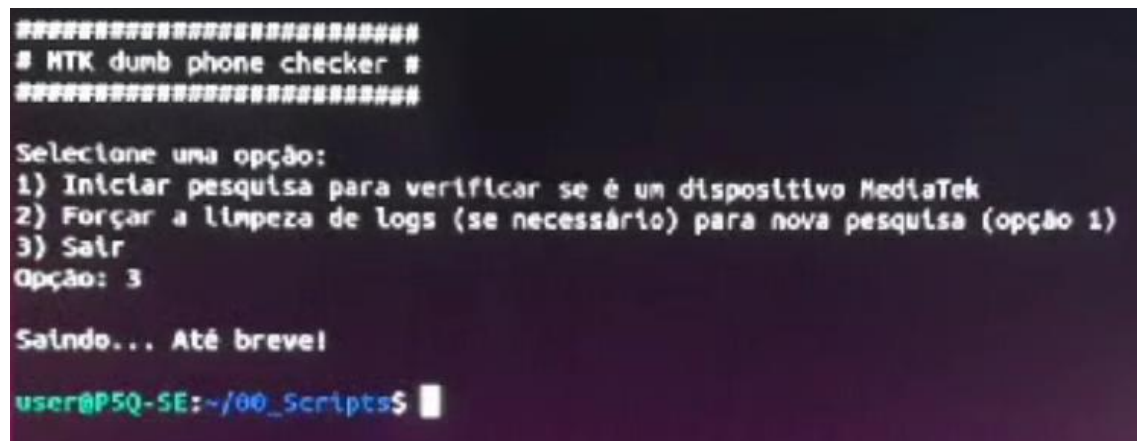 ##########################
# MTK dumb phone checker #
##########################
Selecione uma opção:
1) Iniciar pesquisa para verificar se é um dispositivo MediaTek
2) Forçar a limpeza de logs (se necessário) para nova pesquisa (opção 1)
3) Sair
Opção: 3
Saindo... Até breve!
user@P5Q-SE:~/00_Scripts$